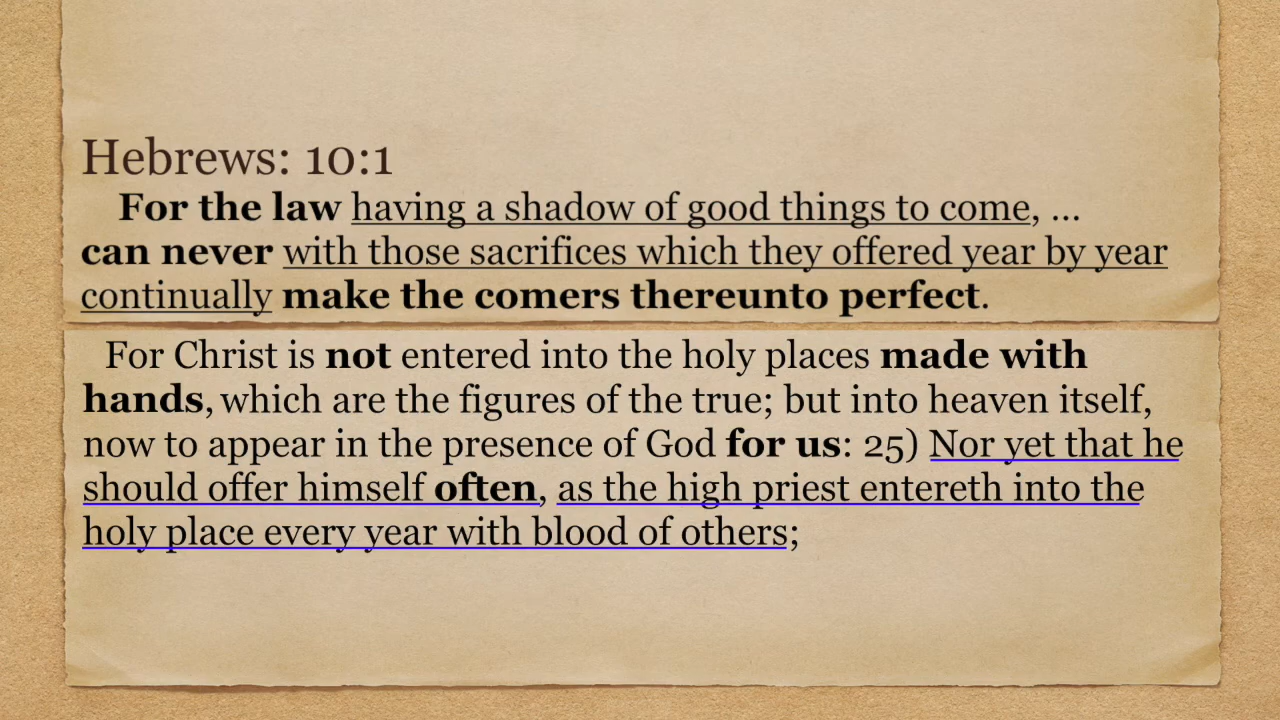 Hebrews: 10:1
For the law having a shadow of good things to come, ...
can never with those sacrifices which they offered year by year
continually make the comers thereunto perfect.
For Christ is not entered into the holy places made with
hands, which are the figures of the true; but into heaven itself,
now to appear in the presence of God for us: 25) Nor yet that he
should offer himself often, as the high priest entereth into the
holy place every year with blood of others;